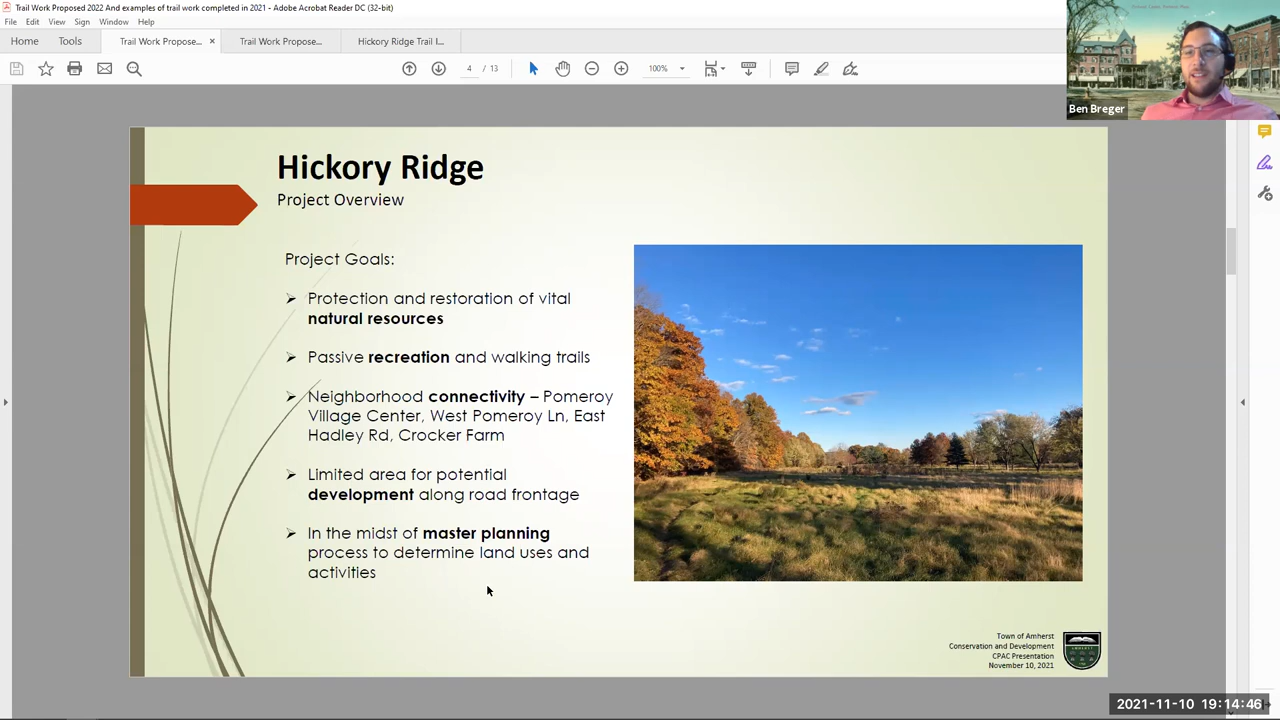 Trail Work Proposed 2022 And examples of trail work completed in 2021 - Adobe Acrobat Reader DC (32-bit)
File Edit View Sign Window Help
Home Tools Trail Work Propose... × Trail Work Propose... Hickory Ridge Trail I...
4 / 13 100%
Ben Breger
Hickory Ridge
Project Overview
Project Goals:
➢ Protection and restoration of vital
natural resources
➢ Passive recreation and walking trails
➢ Neighborhood connectivity – Pomeroy
Village Center, West Pomeroy Ln, East
Hadley Rd, Crocker Farm
➢ Limited area for potential
development along road frontage
➢ In the midst of master planning
process to determine land uses and
activities
Town of Amherst
Conservation and Development
CPAC Presentation
November 10, 2021
2021-11-10 19:14:46